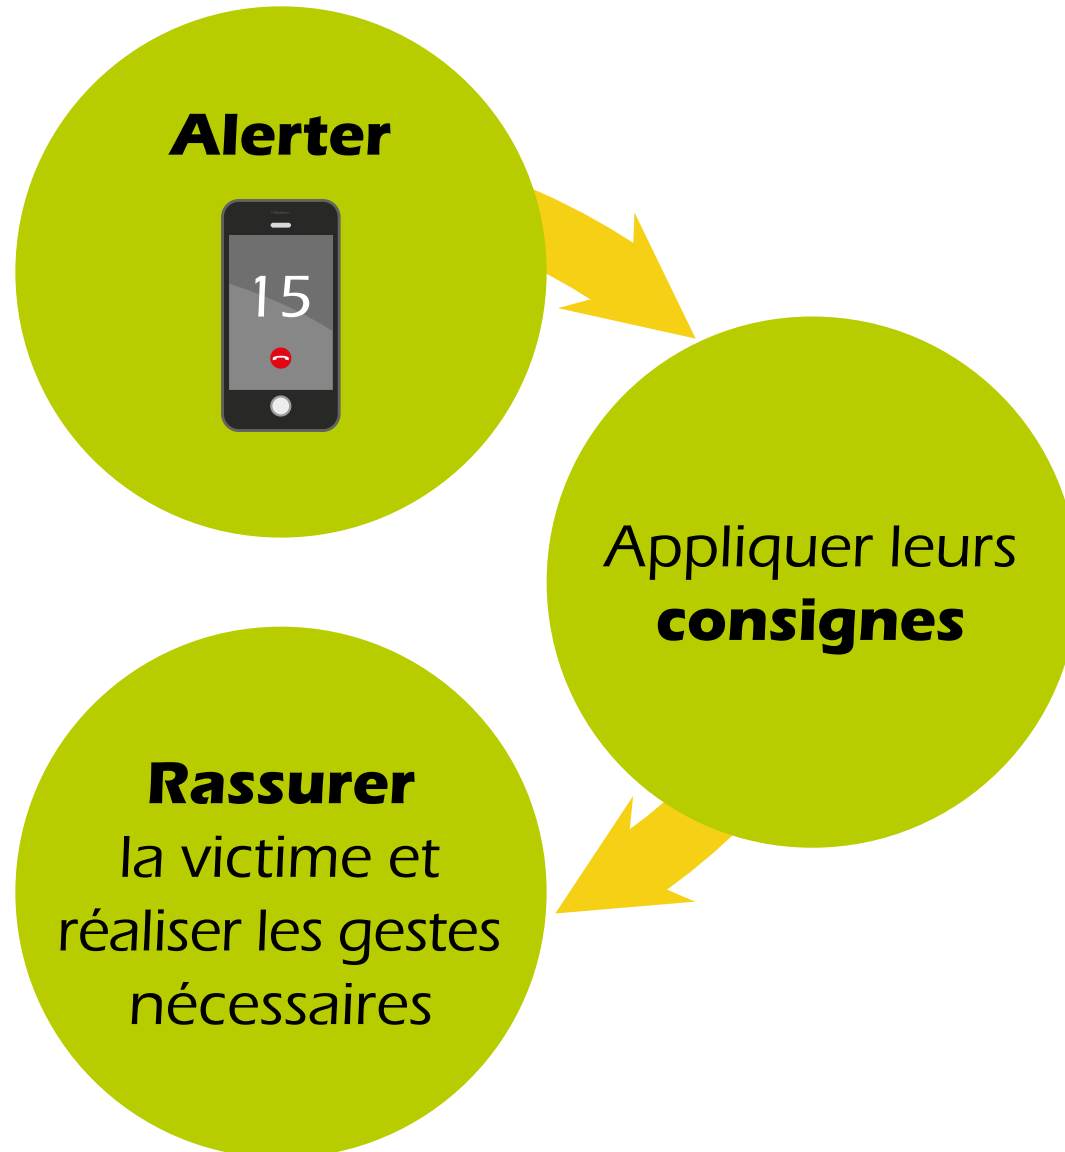 Alerter
15
Appliquer leurs
consignes
Rassurer
la victime et
réaliser les gestes
nécessaires